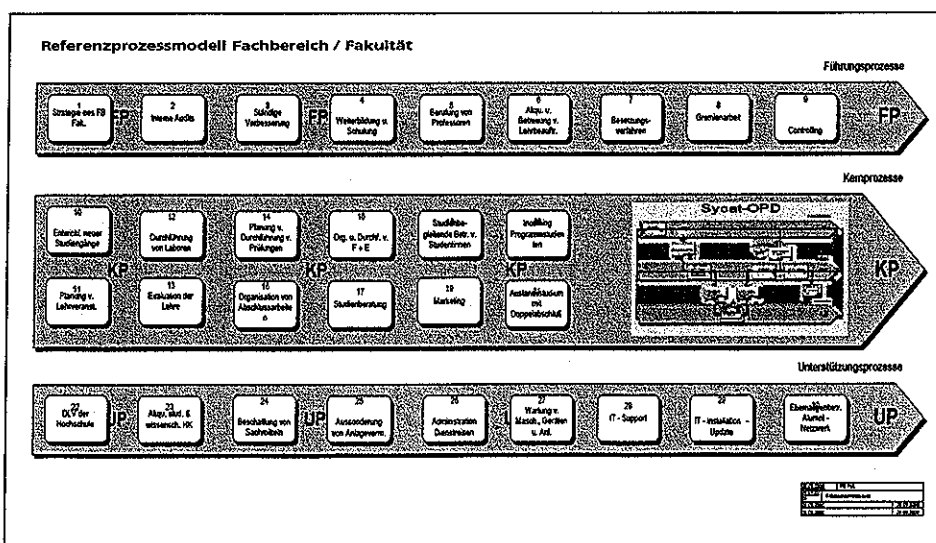 Referenzprozessmodell Fachbereich / Fakultät
Führungsprozesse
1
Strategie des FB
Fak.
2
Interne Audits
3
Ständige
Verbesserung
4
Weiterbildung u.
Schulung
5
Berufung von
Professoren
6
Akqu. u.
Betreuung v.
Lehrbeauftr.
7
Besetzungs-
verfahren
8
Gremienarbeit
9
Controlling
FP
FP
FP
Kernprozesse
10
Entwickl. neuer
Studiengänge
12
Durchführung
von Laboren
14
Planung v.
Durchführung v.
Prüfungen
Org. u. Durchf. v.
F + E
Studienbe-
gleitende Betr. v.
Studentinnen
Incoming
Programmstuden
ten
Sycat-OPD
KP
KP
KP
KP
11
Planung v.
Lehrveranst.
13
Evaluation der
Lehre
Organisation von
Abschlussarbeite
n
17
Studienberatung
19
Marketing
Auslandsstudium
mit
Doppelabschluß
Unterstützungsprozesse
22
DLV der
Hochschule
23
Akqu. stud. &
wissensch. HK
24
Beschaffung von
Sachmitteln
25
Aussonderung
von Anlageverm.
26
Administration
Dienstreisen
27
Wartung v.
Masch., Geräten
u. Anl.
28
IT - Support
29
IT - Installation -
Update
Ehemaligenbetr.
Alumni -
Netzwerk
UP
UP
UP